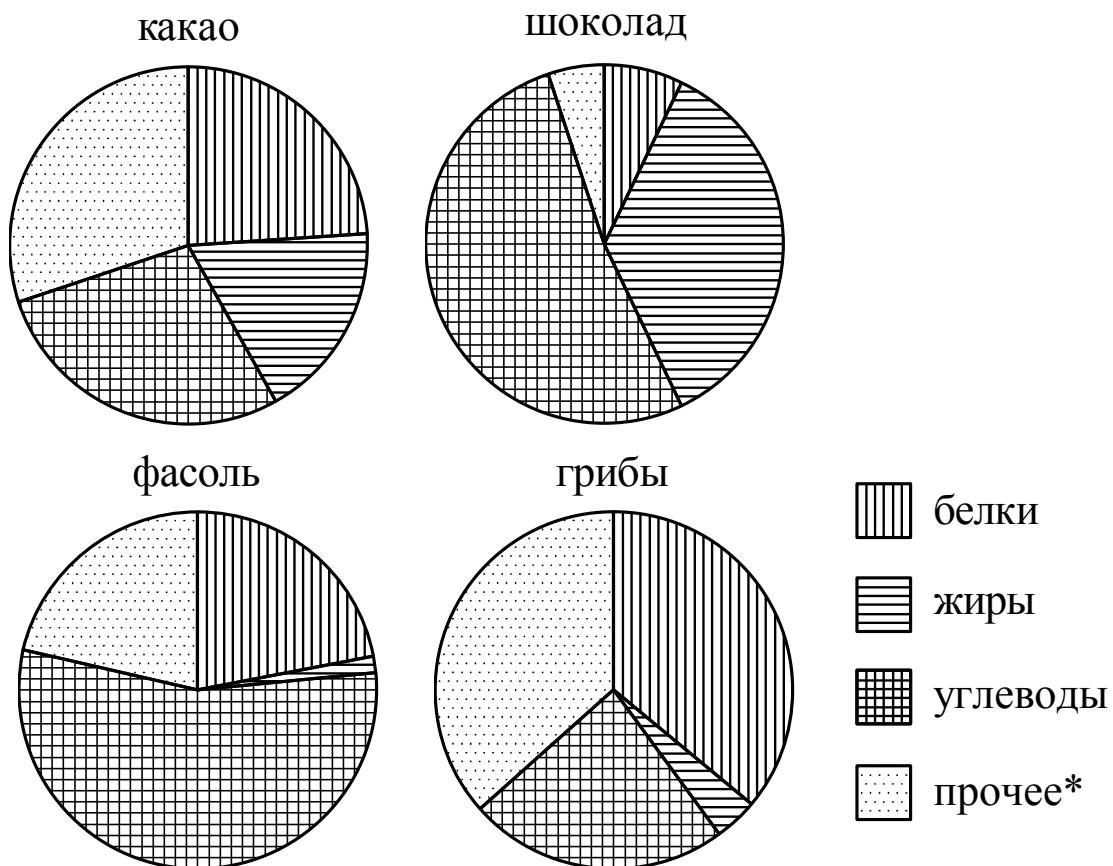 какао
шоколад
фасоль
грибы
белки
жиры
углеводы
прочее*